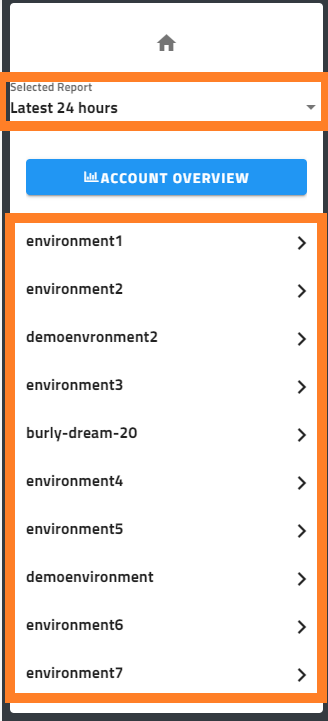 Selected Report
Latest 24 hours
ACCOUNT OVERVIEW
environment1
environment2
demoenvronment2
environment3
burly-dream-20
environment4
environment5
demoenvironment
environment6
environment7